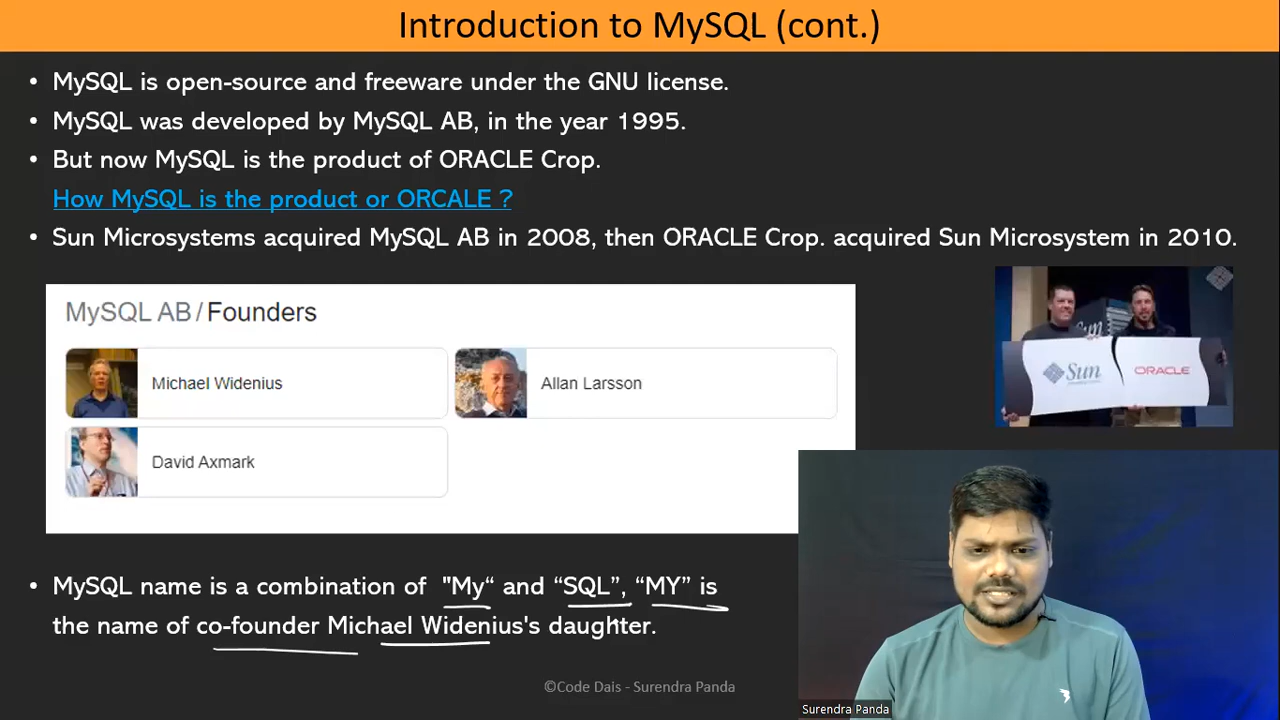 Introduction to MySQL (cont.)
• MySQL is open-source and freeware under the GNU license.
• MySQL was developed by MySQL AB, in the year 1995.
• But now MySQL is the product of ORACLE Crop.
How MySQL is the product or ORCALE ?
• Sun Microsystems acquired MySQL AB in 2008, then ORACLE Crop. acquired Sun Microsystem in 2010.
MySQL AB / Founders
Michael Widenius
Allan Larsson
David Axmark
Sun
Sun
ORACLE
• MySQL name is a combination of "My“ and “SQL”, “MY” is
the name of co-founder Michael Widenius's daughter.
©Code Dais - Surendra Panda
Surendra Panda